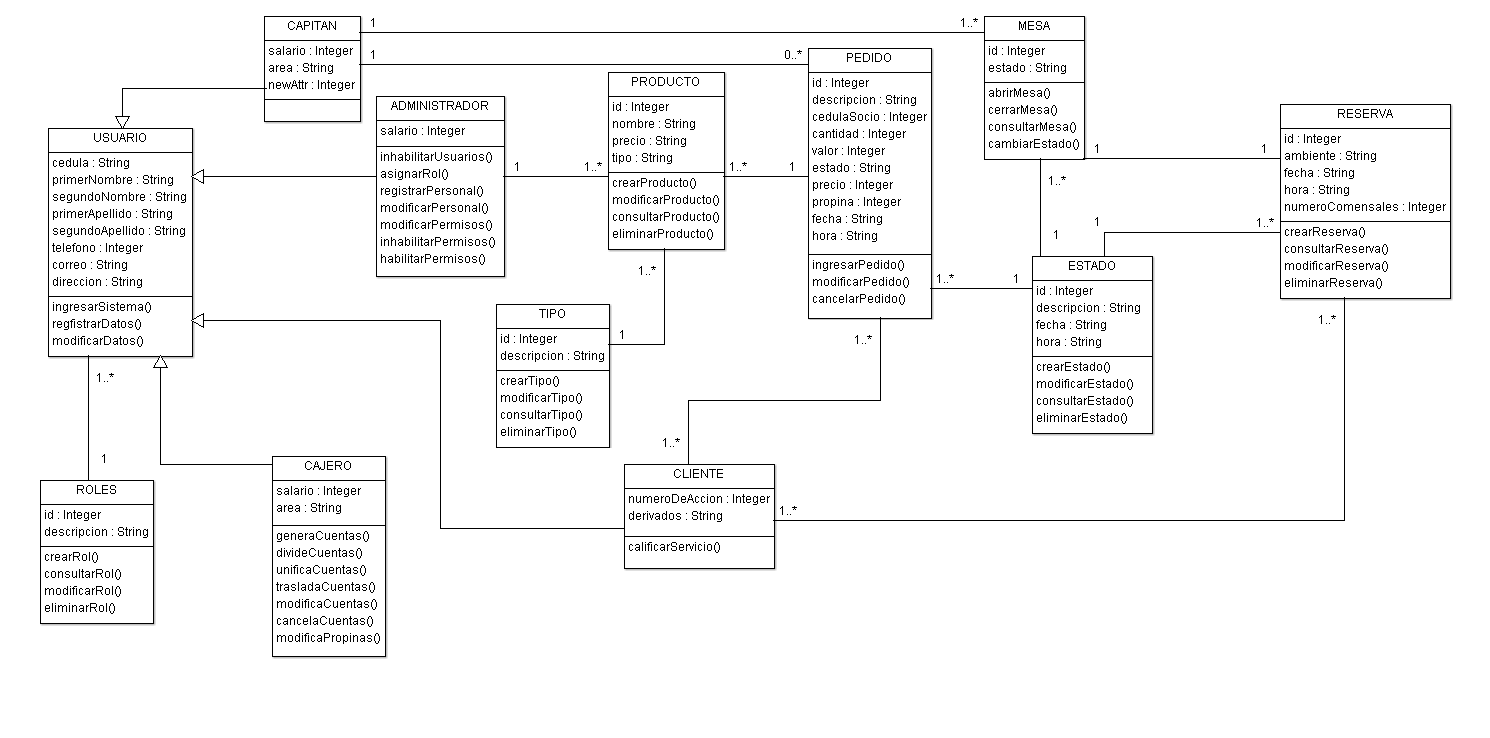 CAPITAN
salario : Integer
area : String
newAttr : Integer
1
1..*
1
0..*
MESA
id : Integer
estado : String
abrirMesa()
cerrarMesa()
consultarMesa()
cambiarEstado()
PEDIDO
id : Integer
descripcion : String
cedulaSocio : Integer
cantidad : Integer
valor : Integer
estado : String
precio : Integer
propina : Integer
fecha : String
hora : String
ingresarPedido()
modificarPedido()
cancelarPedido()
PRODUCTO
id : Integer
nombre : String
precio : String
tipo : String
crearProducto()
modificarProducto()
consultarProducto()
eliminarProducto()
ADMINISTRADOR
salario : Integer
inhabilitarUsuarios()
asignarRol()
registrarPersonal()
modificarPersonal()
modificarPermisos()
inhabilitarPermisos()
habilitarPermisos()
1
1..*
1..*
1
RESERVA
id : Integer
ambiente : String
fecha : String
hora : String
numeroComensales : Integer
crearReserva()
consultarReserva()
modificarReserva()
eliminarReserva()
1
1
1..*
1
1
1..*
USUARIO
cedula : String
primerNombre : String
segundoNombre : String
primerApellido : String
segundoApellido : String
telefono : Integer
correo : String
direccion : String
ingresarSistema()
regfistrarDatos()
modificarDatos()
ESTADO
id : Integer
descripcion : String
fecha : String
hora : String
crearEstado()
modificarEstado()
consultarEstado()
eliminarEstado()
1..*
1
1..*
1
TIPO
id : Integer
descripcion : String
crearTipo()
modificarTipo()
consultarTipo()
eliminarTipo()
1..*
1..*
1..*
1
ROLES
id : Integer
descripcion : String
crearRol()
consultarRol()
modificarRol()
eliminarRol()
CAJERO
salario : Integer
area : String
generaCuentas()
divideCuentas()
unificaCuentas()
trasladaCuentas()
modificaCuentas()
cancelaCuentas()
modificaPropinas()
CLIENTE
numeroDeAccion : Integer
derivados : String
calificarServicio()
1..*
1..*